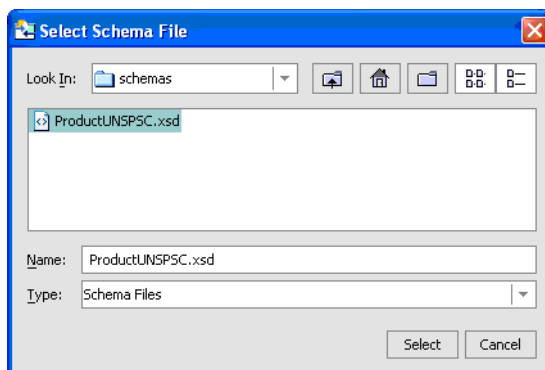 Select Schema File
Look In: schemas
ProductUNSPSC.xsd
Name: ProductUNSPSC.xsd
Type: Schema Files
Select Cancel